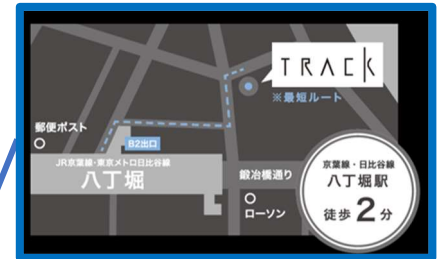 TRACK
※最短ルート
郵便ポスト
B2出口
JR京葉線・東京メトロ日比谷線
八丁堀
鍛冶橋通り
ローソン
京葉線・日比谷線
八丁堀駅
徒歩 2 分